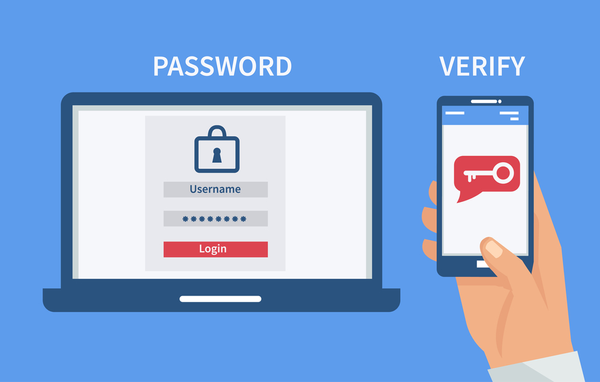 PASSWORD
VERIFY
Username
********
Login